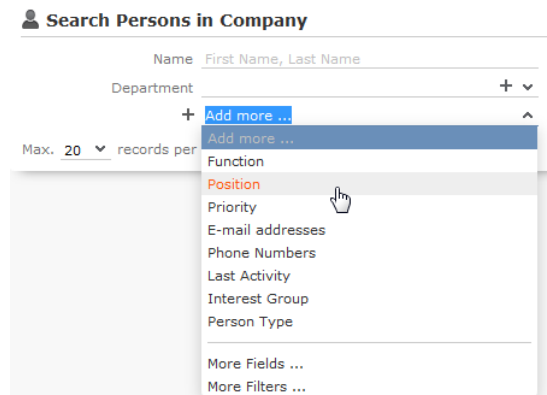 Search Persons in Company
Name First Name, Last Name
Department
Add more ...
Add more ...
Max. 20 records per
Function
Position
Priority
E-mail addresses
Phone Numbers
Last Activity
Interest Group
Person Type
More Fields ...
More Filters ...